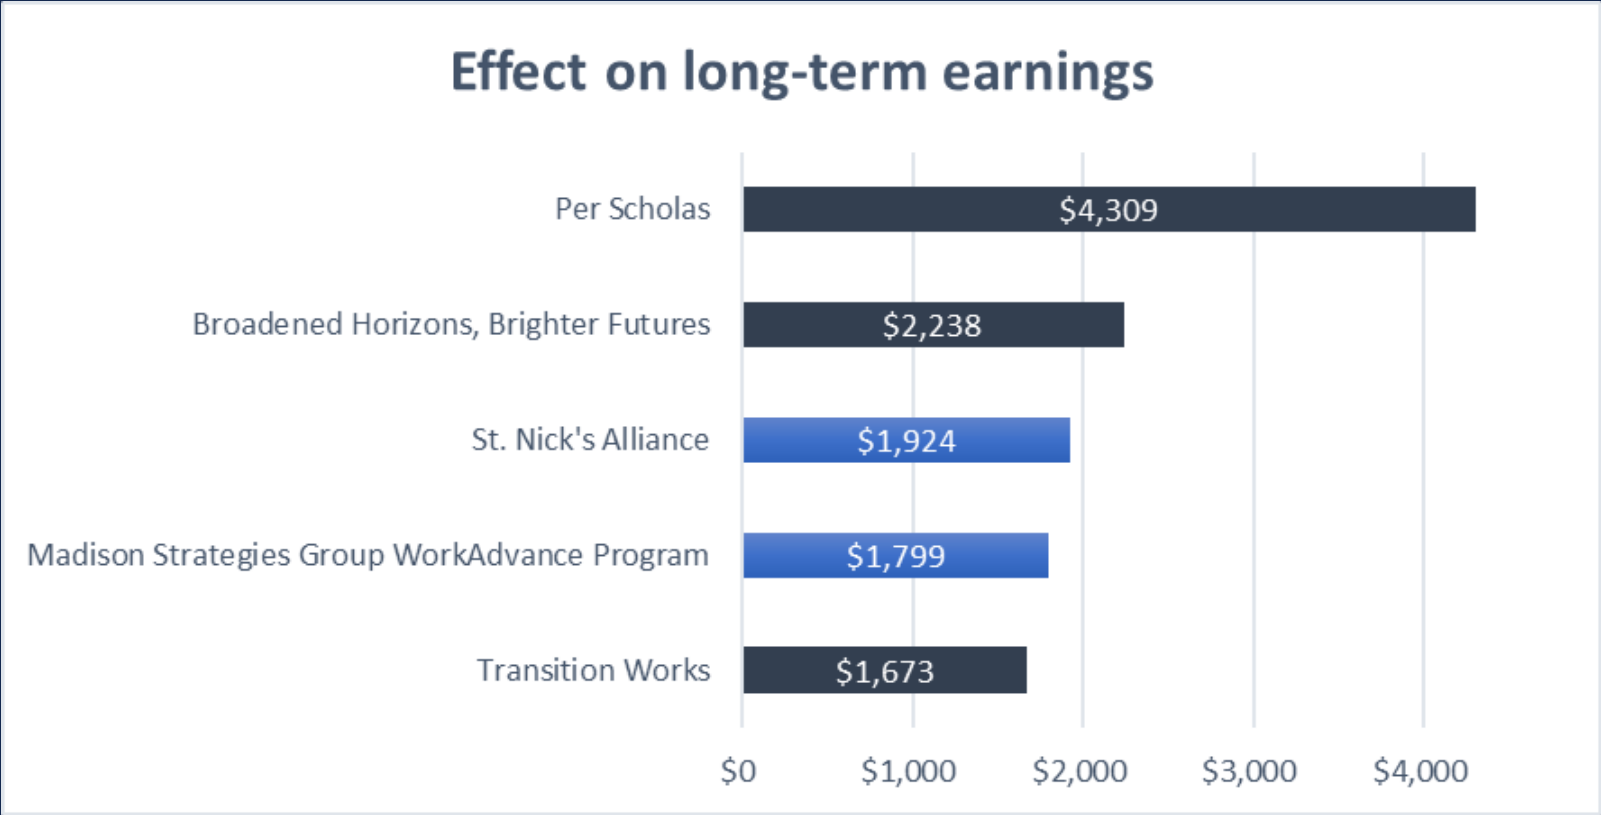 Effect on long-term earnings
Per Scholas
$4,309
Broadened Horizons, Brighter Futures
$2,238
St. Nick's Alliance
$1,924
Madison Strategies Group WorkAdvance Program
$1,799
Transition Works
$1,673
$0 $1,000 $2,000 $3,000 $4,000